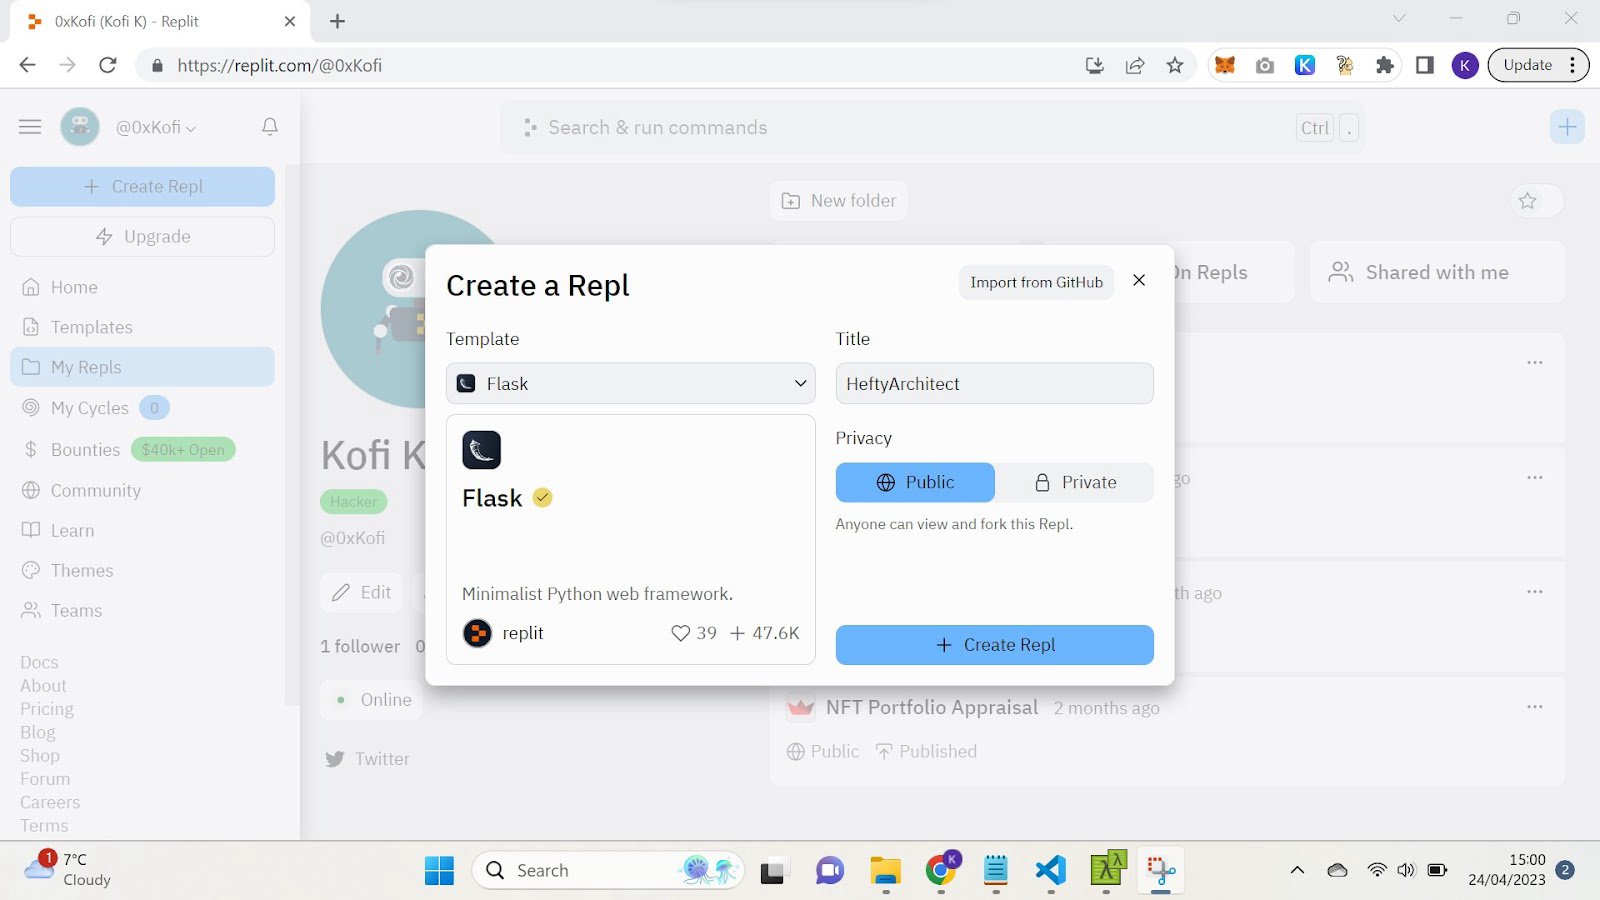 0xKofi (Kofi K) - Replit
https://replit.com/@0xKofi
K
Update
@0xKofi
Search & run commands
Ctrl .
Create Repl
Upgrade
Home
Templates
My Repls
My Cycles 0
Bounties $40k+ Open
Community
Learn
Themes
Teams
Docs
About
Pricing
Blog
Shop
Forum
Careers
Terms
Kofi K
Hacker
@0xKofi
Edit
1 follower 0
Online
Twitter
New folder
On Repls
Shared with me
Create a Repl
Import from GitHub
Template
Flask
Flask
Minimalist Python web framework.
replit
39 + 47.6K
Title
HeftyArchitect
Privacy
Public
Private
Anyone can view and fork this Repl.
+ Create Repl
go
th ago
NFT Portfolio Appraisal 2 months ago
Public Published
1
7°C
Cloudy
Search
K
15:00
24/04/2023
2